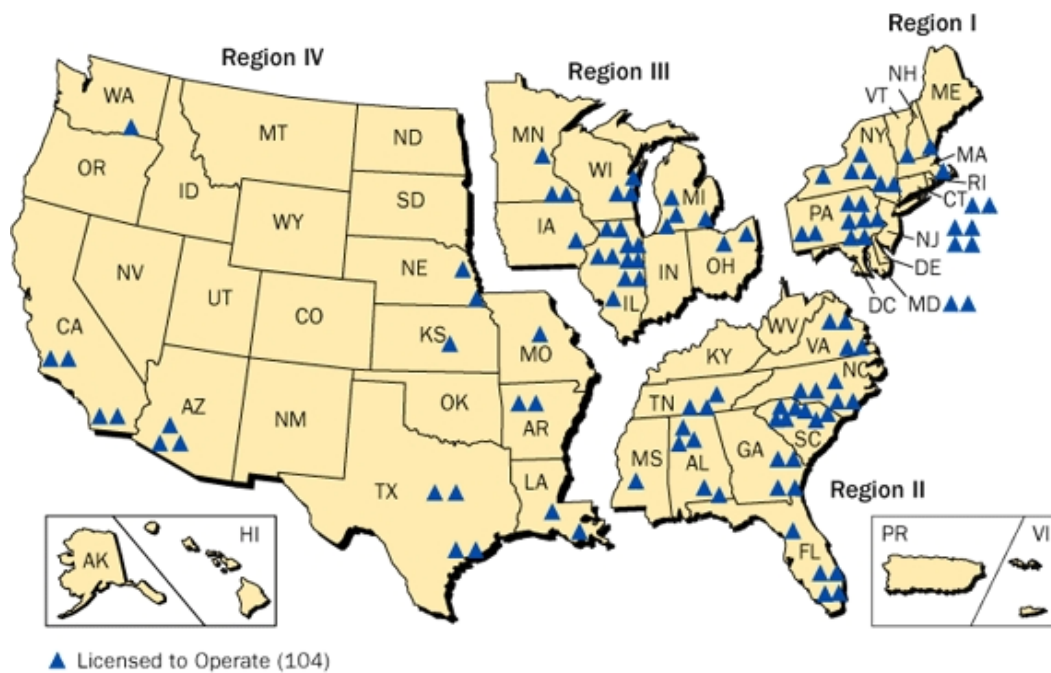 Region I
Region IV
Region III
NH
VT
ME
WA
MT
ND
MN
NY
WI
MA
OR
ID
SD
MI
RI
CT
WY
IA
PA
NJ
NE
OH
DE
NV
UT
IN
IL
DC
MD
CO
WV
CA
KS
MO
VA
KY
NC
OK
TN
AZ
NM
AR
SC
MS
AL
GA
LA
TX
Region II
HI
PR
VI
FL
AK
Licensed to Operate (104)